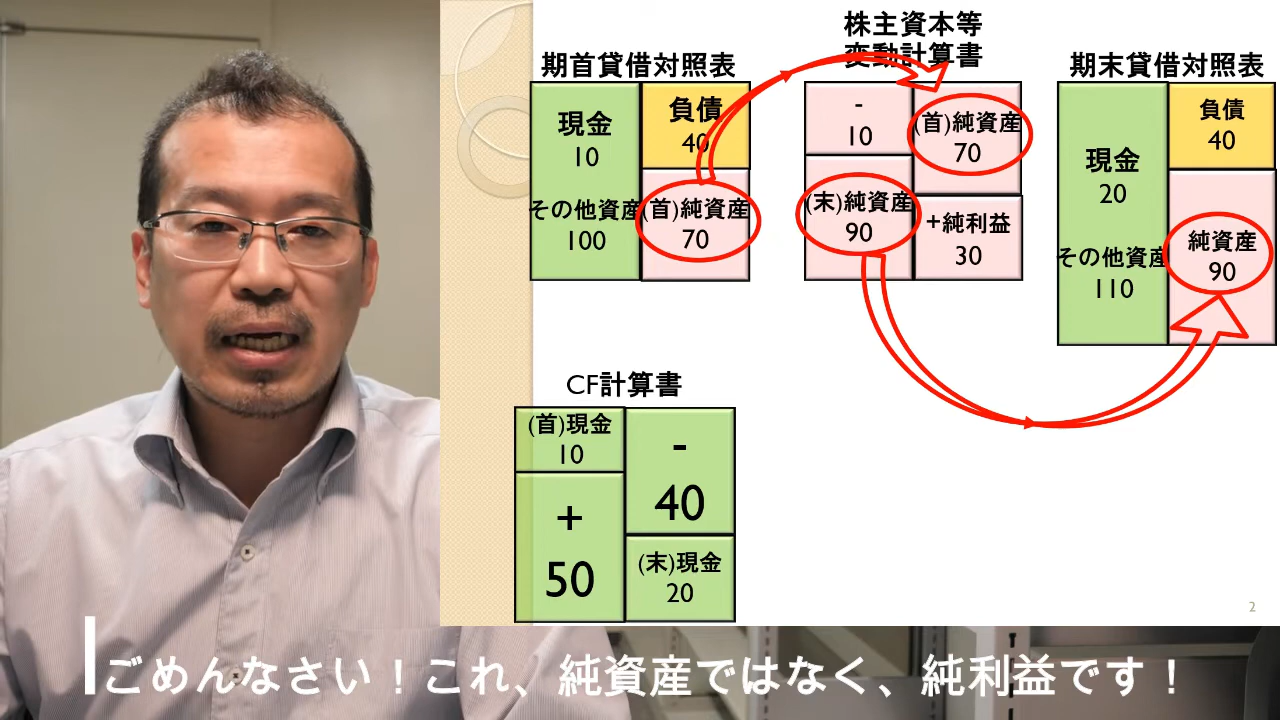 期首貸借対照表
現金
10
その他資産
100
負債
40
(首)純資産
70
株主資本等
変動計算書
-
10
(末)純資産
90
(首)純資産
70
+純利益
30
期末貸借対照表
現金
20
その他資産
110
負債
40
純資産
90
CF計算書
(首)現金
10
+
50
-
40
(末)現金
20
2
ごめんなさい！これ、純資産ではなく、純利益です！